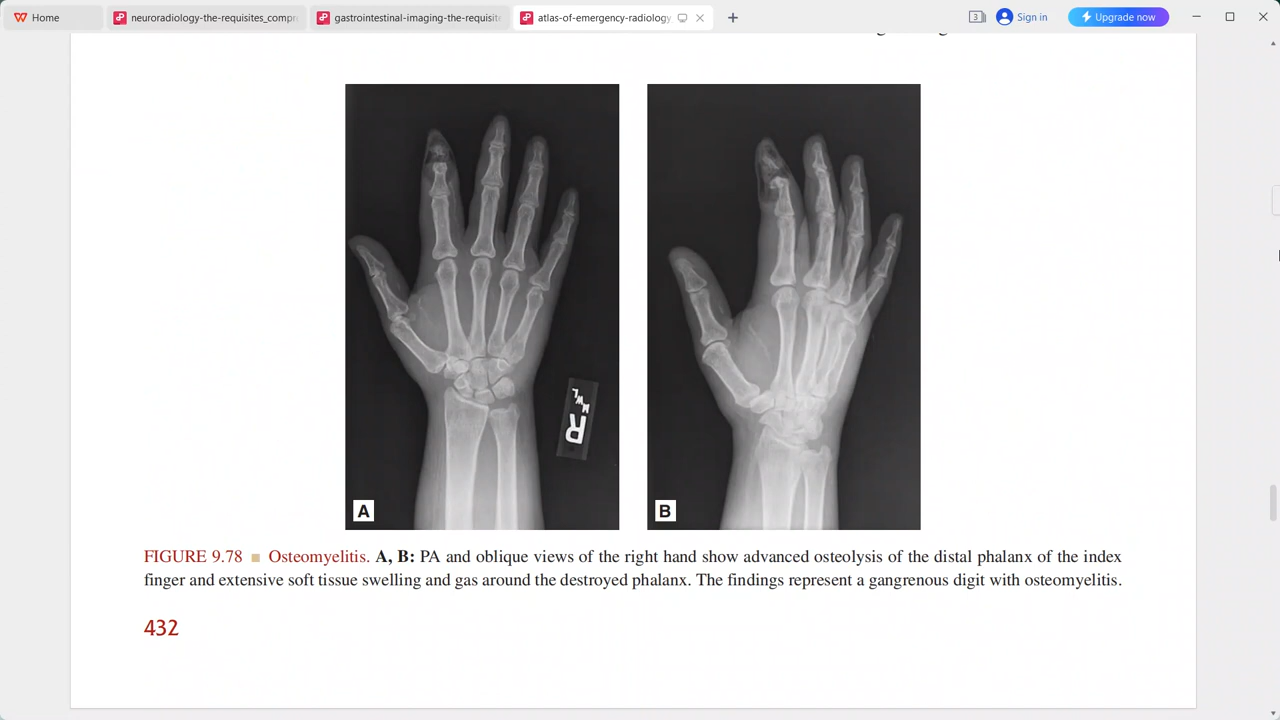 Home
neuroradiology-the-requisites_compr
gastrointestinal-imaging-the-requisite
atlas-of-emergency-radiology
3
Sign in
Upgrade now
R
MWL
A
B
FIGURE 9.78 ■ Osteomyelitis. A, B: PA and oblique views of the right hand show advanced osteolysis of the distal phalanx of the index
finger and extensive soft tissue swelling and gas around the destroyed phalanx. The findings represent a gangrenous digit with osteomyelitis.
432